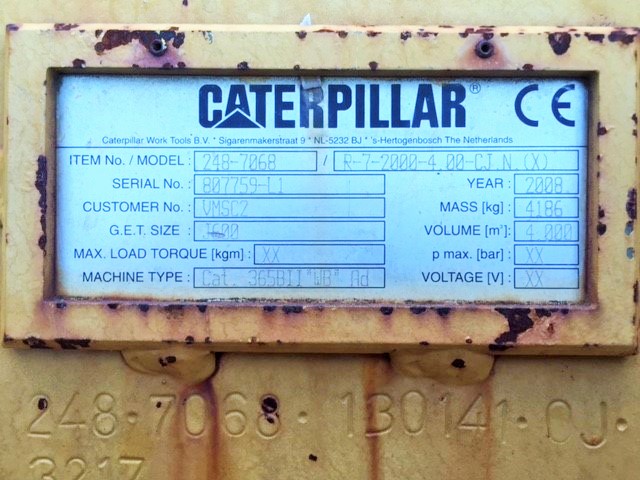 CATERPILLAR® CE
Caterpillar Work Tools B.V. * Sigarenmakerstraat 9 * NL-5232 BJ * 's-Hertogenbosch The Netherlands
ITEM No. / MODEL : 248-7068 / R-7-2000-4.00-CJ.N.(X)
SERIAL No. : 807759-L1 YEAR : 2008
CUSTOMER No. : VMSC2 MASS [kg] : 4186
G.E.T. SIZE : J600 VOLUME [m³] : 4.000
MAX. LOAD TORQUE [kgm] : XX p max. [bar] : XX
MACHINE TYPE : Cat. 365BII "WB" Ad VOLTAGE [V] : XX
248-7068· 130141·CJ·
3217